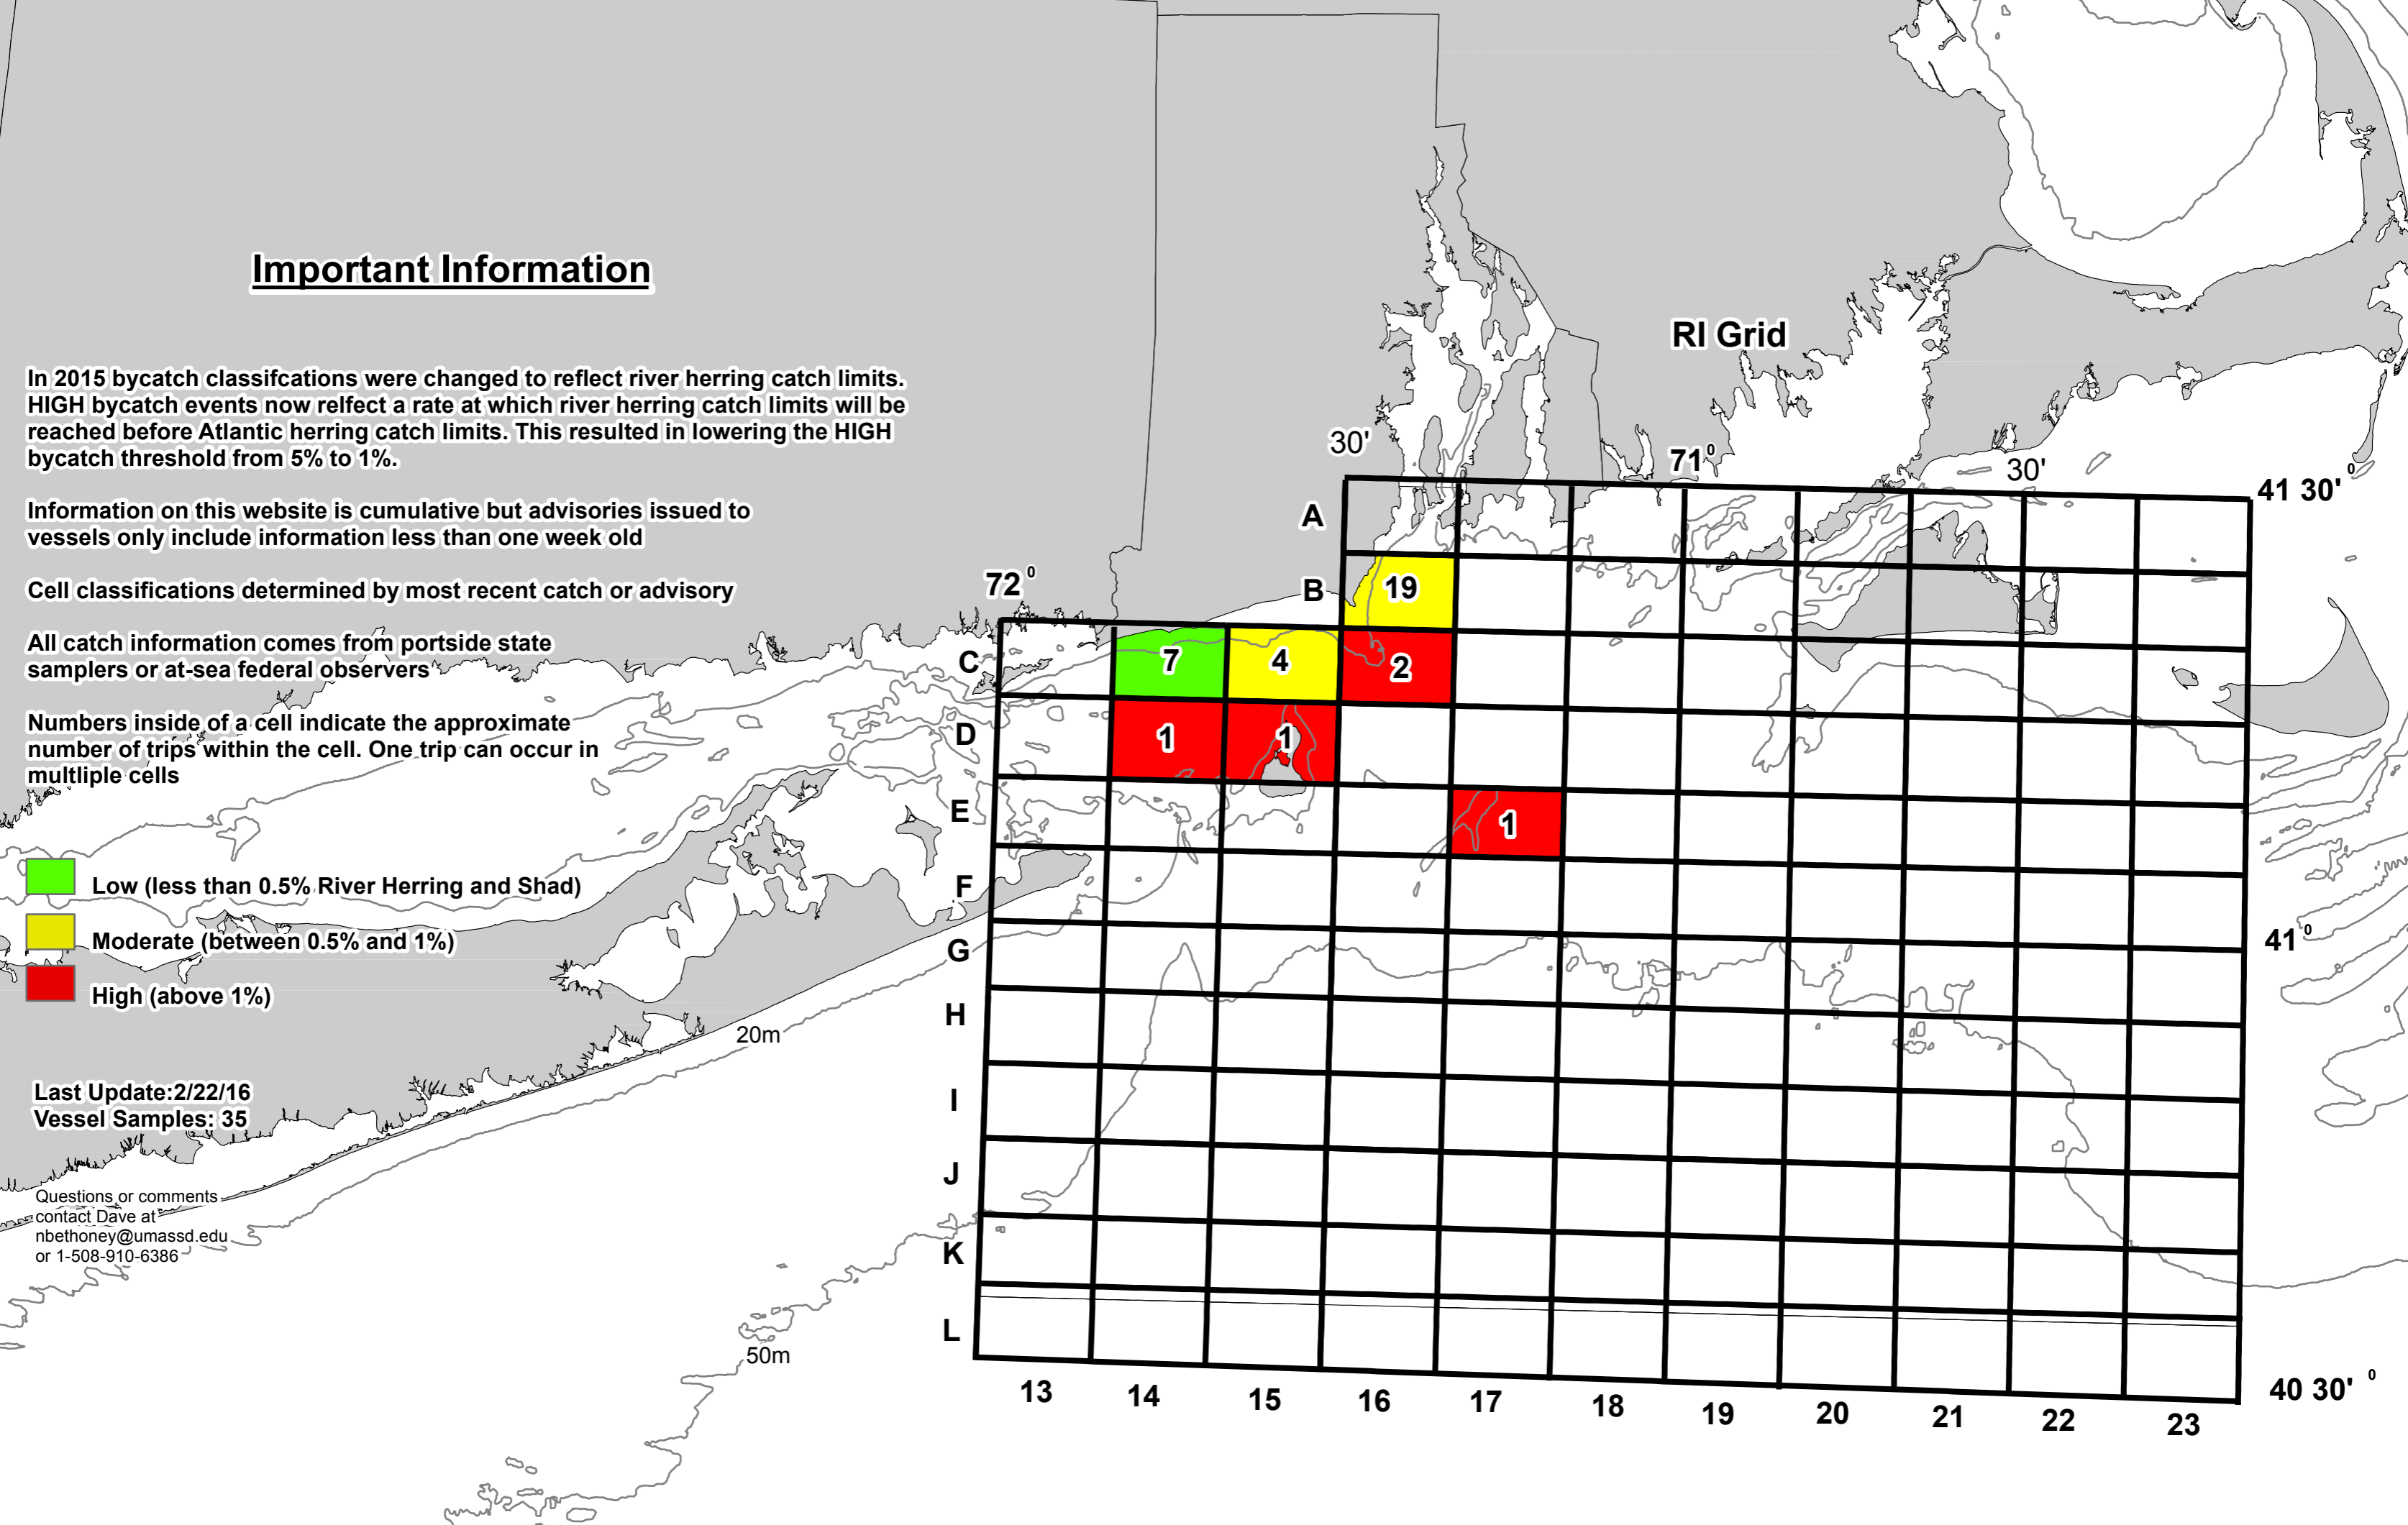 Important Information
In 2015 bycatch classifcations were changed to reflect river herring catch limits.
HIGH bycatch events now relfect a rate at which river herring catch limits will be
reached before Atlantic herring catch limits. This resulted in lowering the HIGH
bycatch threshold from 5% to 1%.
Information on this website is cumulative but advisories issued to
vessels only include information less than one week old
Cell classifications determined by most recent catch or advisory
All catch information comes from portside state
samplers or at-sea federal observers
Numbers inside of a cell indicate the approximate
number of trips within the cell. One trip can occur in
multliple cells
Low (less than 0.5% River Herring and Shad)
Moderate (between 0.5% and 1%)
High (above 1%)
Last Update:2/22/16
Vessel Samples: 35
Questions or comments
contact Dave at
nbethoney@umassd.edu
or 1-508-910-6386
20m
50m
RI Grid
30'
71⁰
30'
41 30' ⁰
72⁰
A
B
19
C
7
4
2
D
1
1
E
1
F
G
41⁰
H
I
J
K
L
40 30' ⁰
13
14
15
16
17
18
19
20
21
22
23